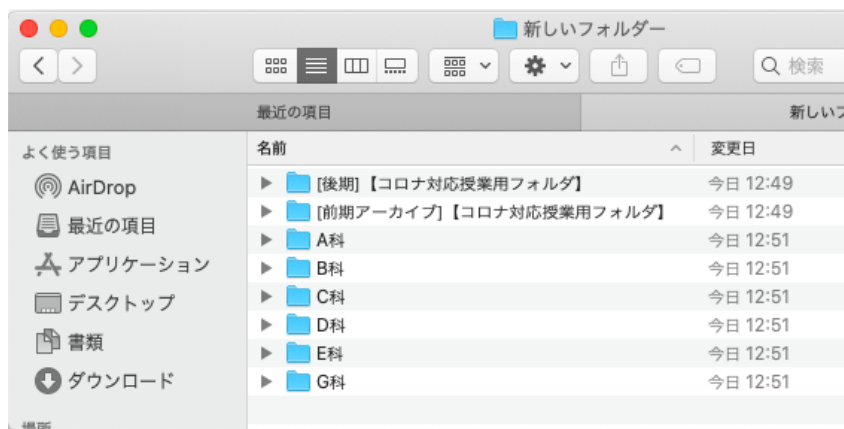 新しいフォルダー
検索
最近の項目
新しいフ
よく使う項目
AirDrop
最近の項目
アプリケーション
デスクトップ
書類
ダウンロード
名前 変更日
[後期]【コロナ対応授業用フォルダ】 今日 12:49
[前期アーカイブ]【コロナ対応授業用フォルダ】 今日 12:49
A科 今日 12:51
B科 今日 12:51
C科 今日 12:51
D科 今日 12:51
E科 今日 12:51
G科 今日 12:51